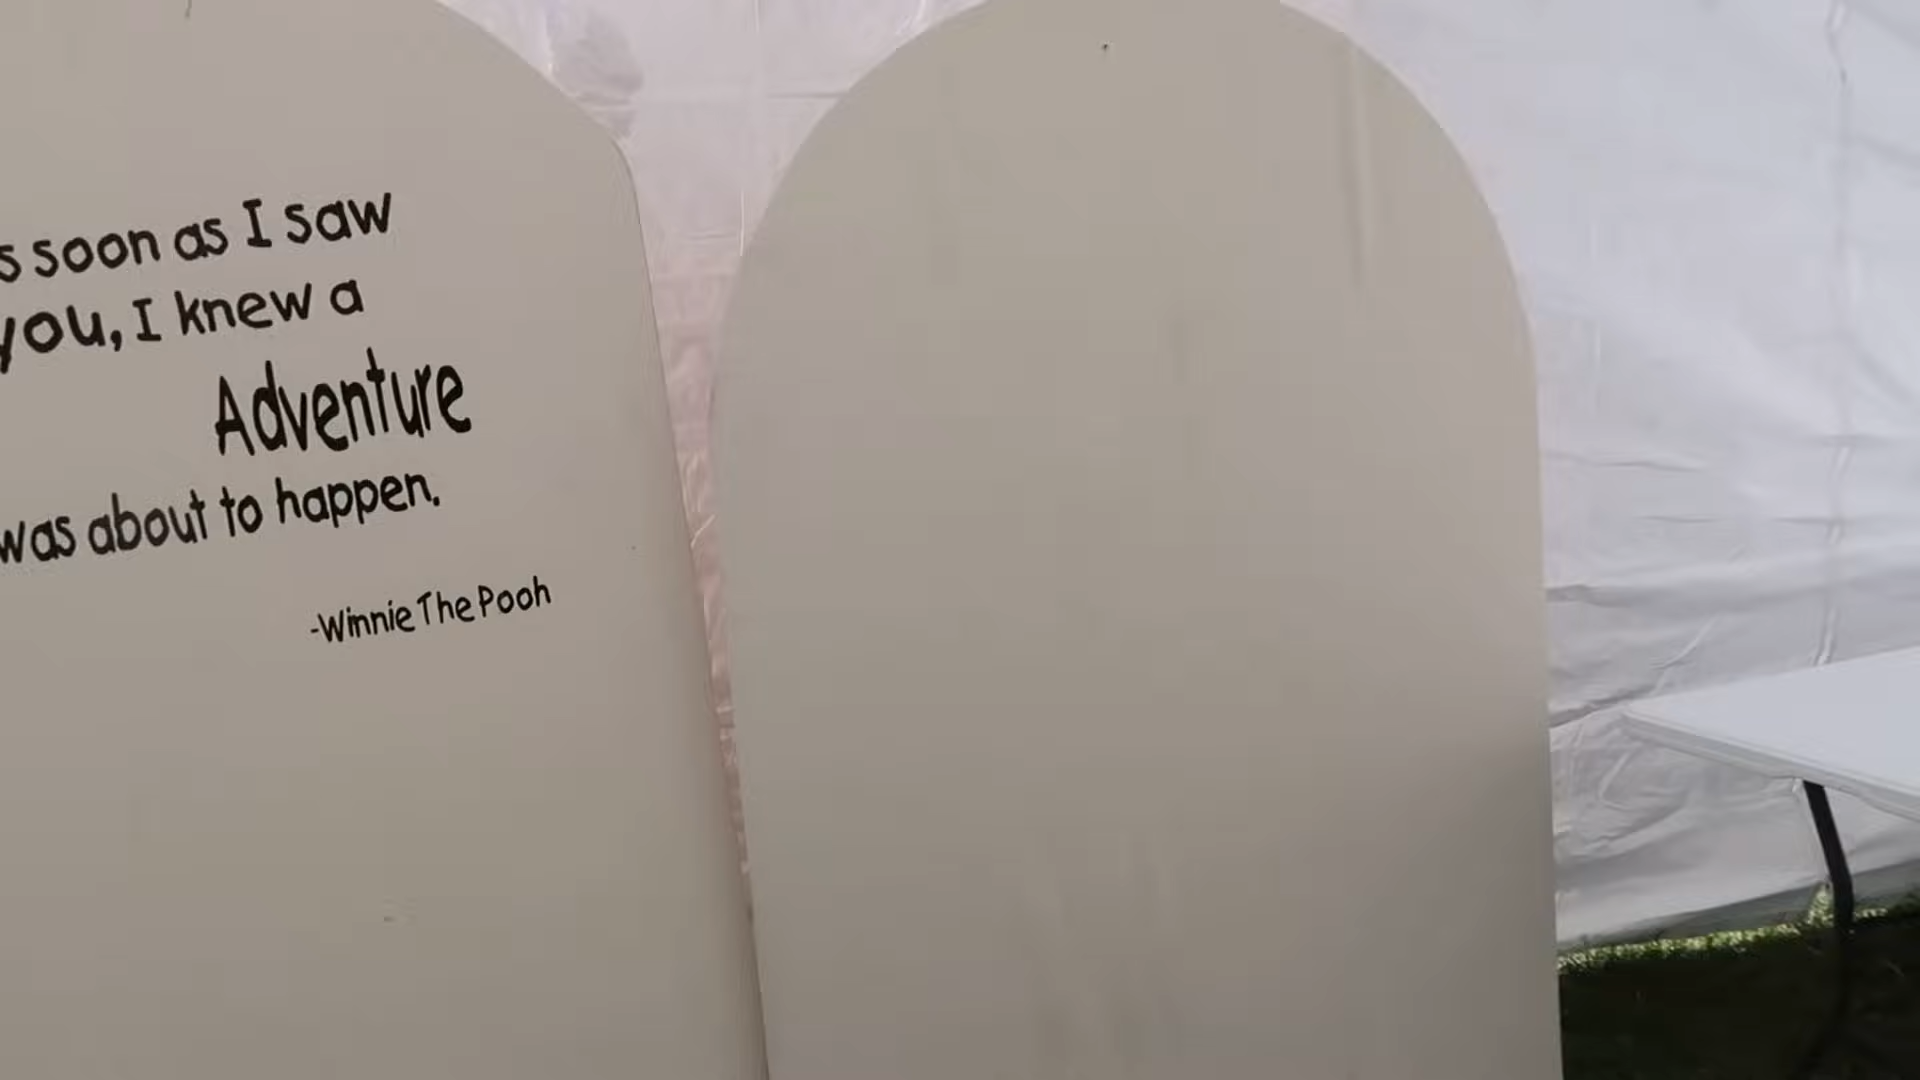 s soon as I saw
you, I knew a
Adventure
was about to happen.
-Winnie The Pooh